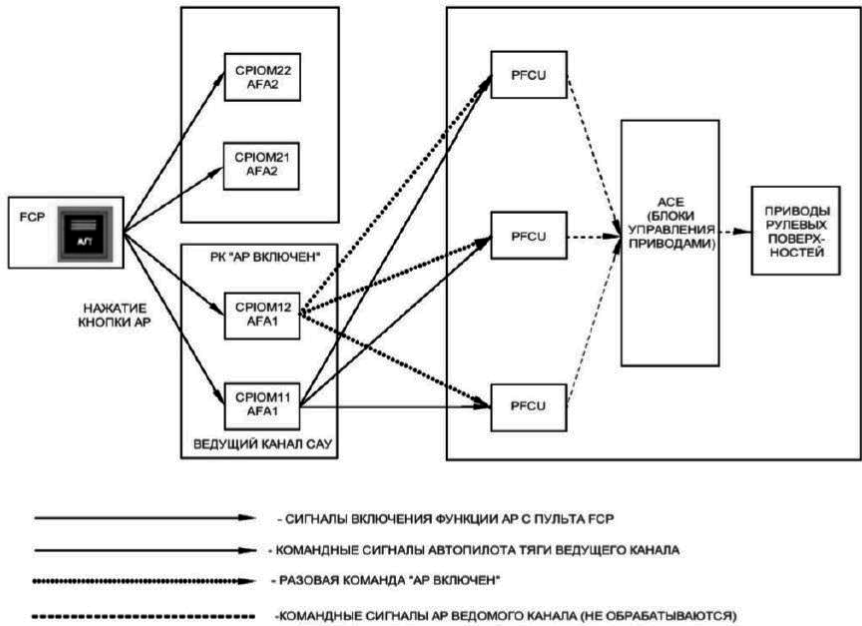 CPIOM22
AFA2
CPIOM21
AFA2
FCP
А/П
НАЖАТИЕ
КНОПКИ АР
РК "АР ВКЛЮЧЕН"
CPIOM12
AFA1
CPIOM11
AFA1
ВЕДУЩИЙ КАНАЛ САУ
PFCU
PFCU
PFCU
ACE
(БЛОКИ
УПРАВЛЕНИЯ
ПРИВОДАМИ)
ПРИВОДЫ
РУЛЕВЫХ
ПОВЕРХ-
НОСТЕЙ
- СИГНАЛЫ ВКЛЮЧЕНИЯ ФУНКЦИИ АР С ПУЛЬТА FCP
- КОМАНДНЫЕ СИГНАЛЫ АВТОПИЛОТА ТЯГИ ВЕДУЩЕГО КАНАЛА
- РАЗОВАЯ КОМАНДА "АР ВКЛЮЧЕН"
-КОМАНДНЫЕ СИГНАЛЫ АР ВЕДОМОГО КАНАЛА (НЕ ОБРАБАТЫВАЮТСЯ)